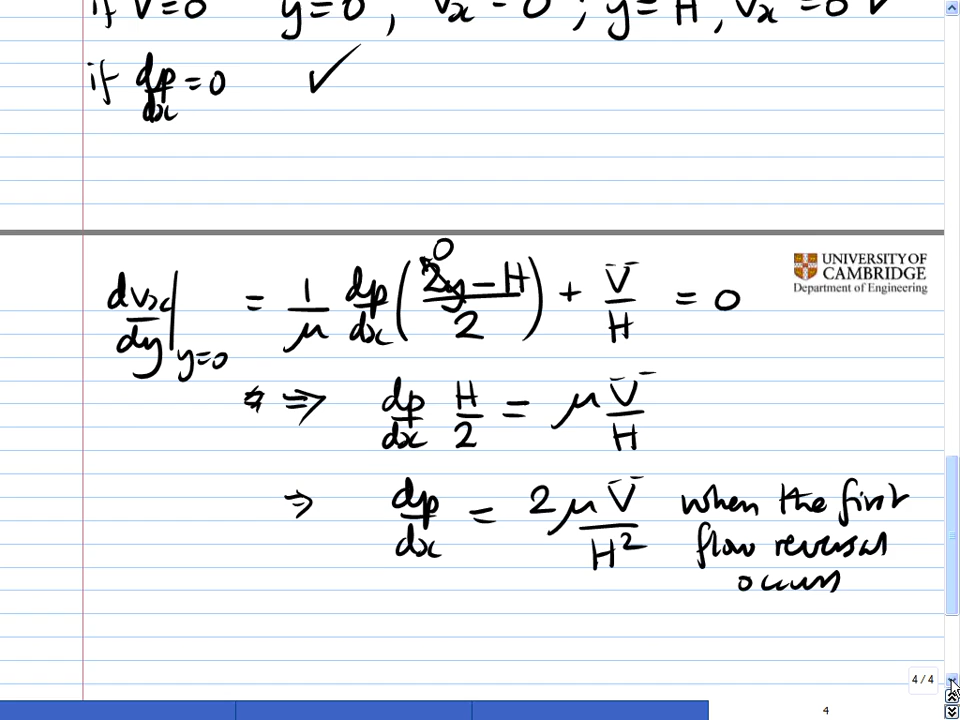 if V=0 y=0, Vx=0; y=H, Vx=0 ✓
if dp/dx=0 ✓
UNIVERSITY OF
CAMBRIDGE
Department of Engineering
dvx/dy|y=0 = 1/μ dp/dx (2y-H/2) + V/H = 0
0
⇒ dp/dx H/2 = μ V/H
⇒ dp/dx = 2μV/H² when the first
flow reversal
occurs
4 / 4
4